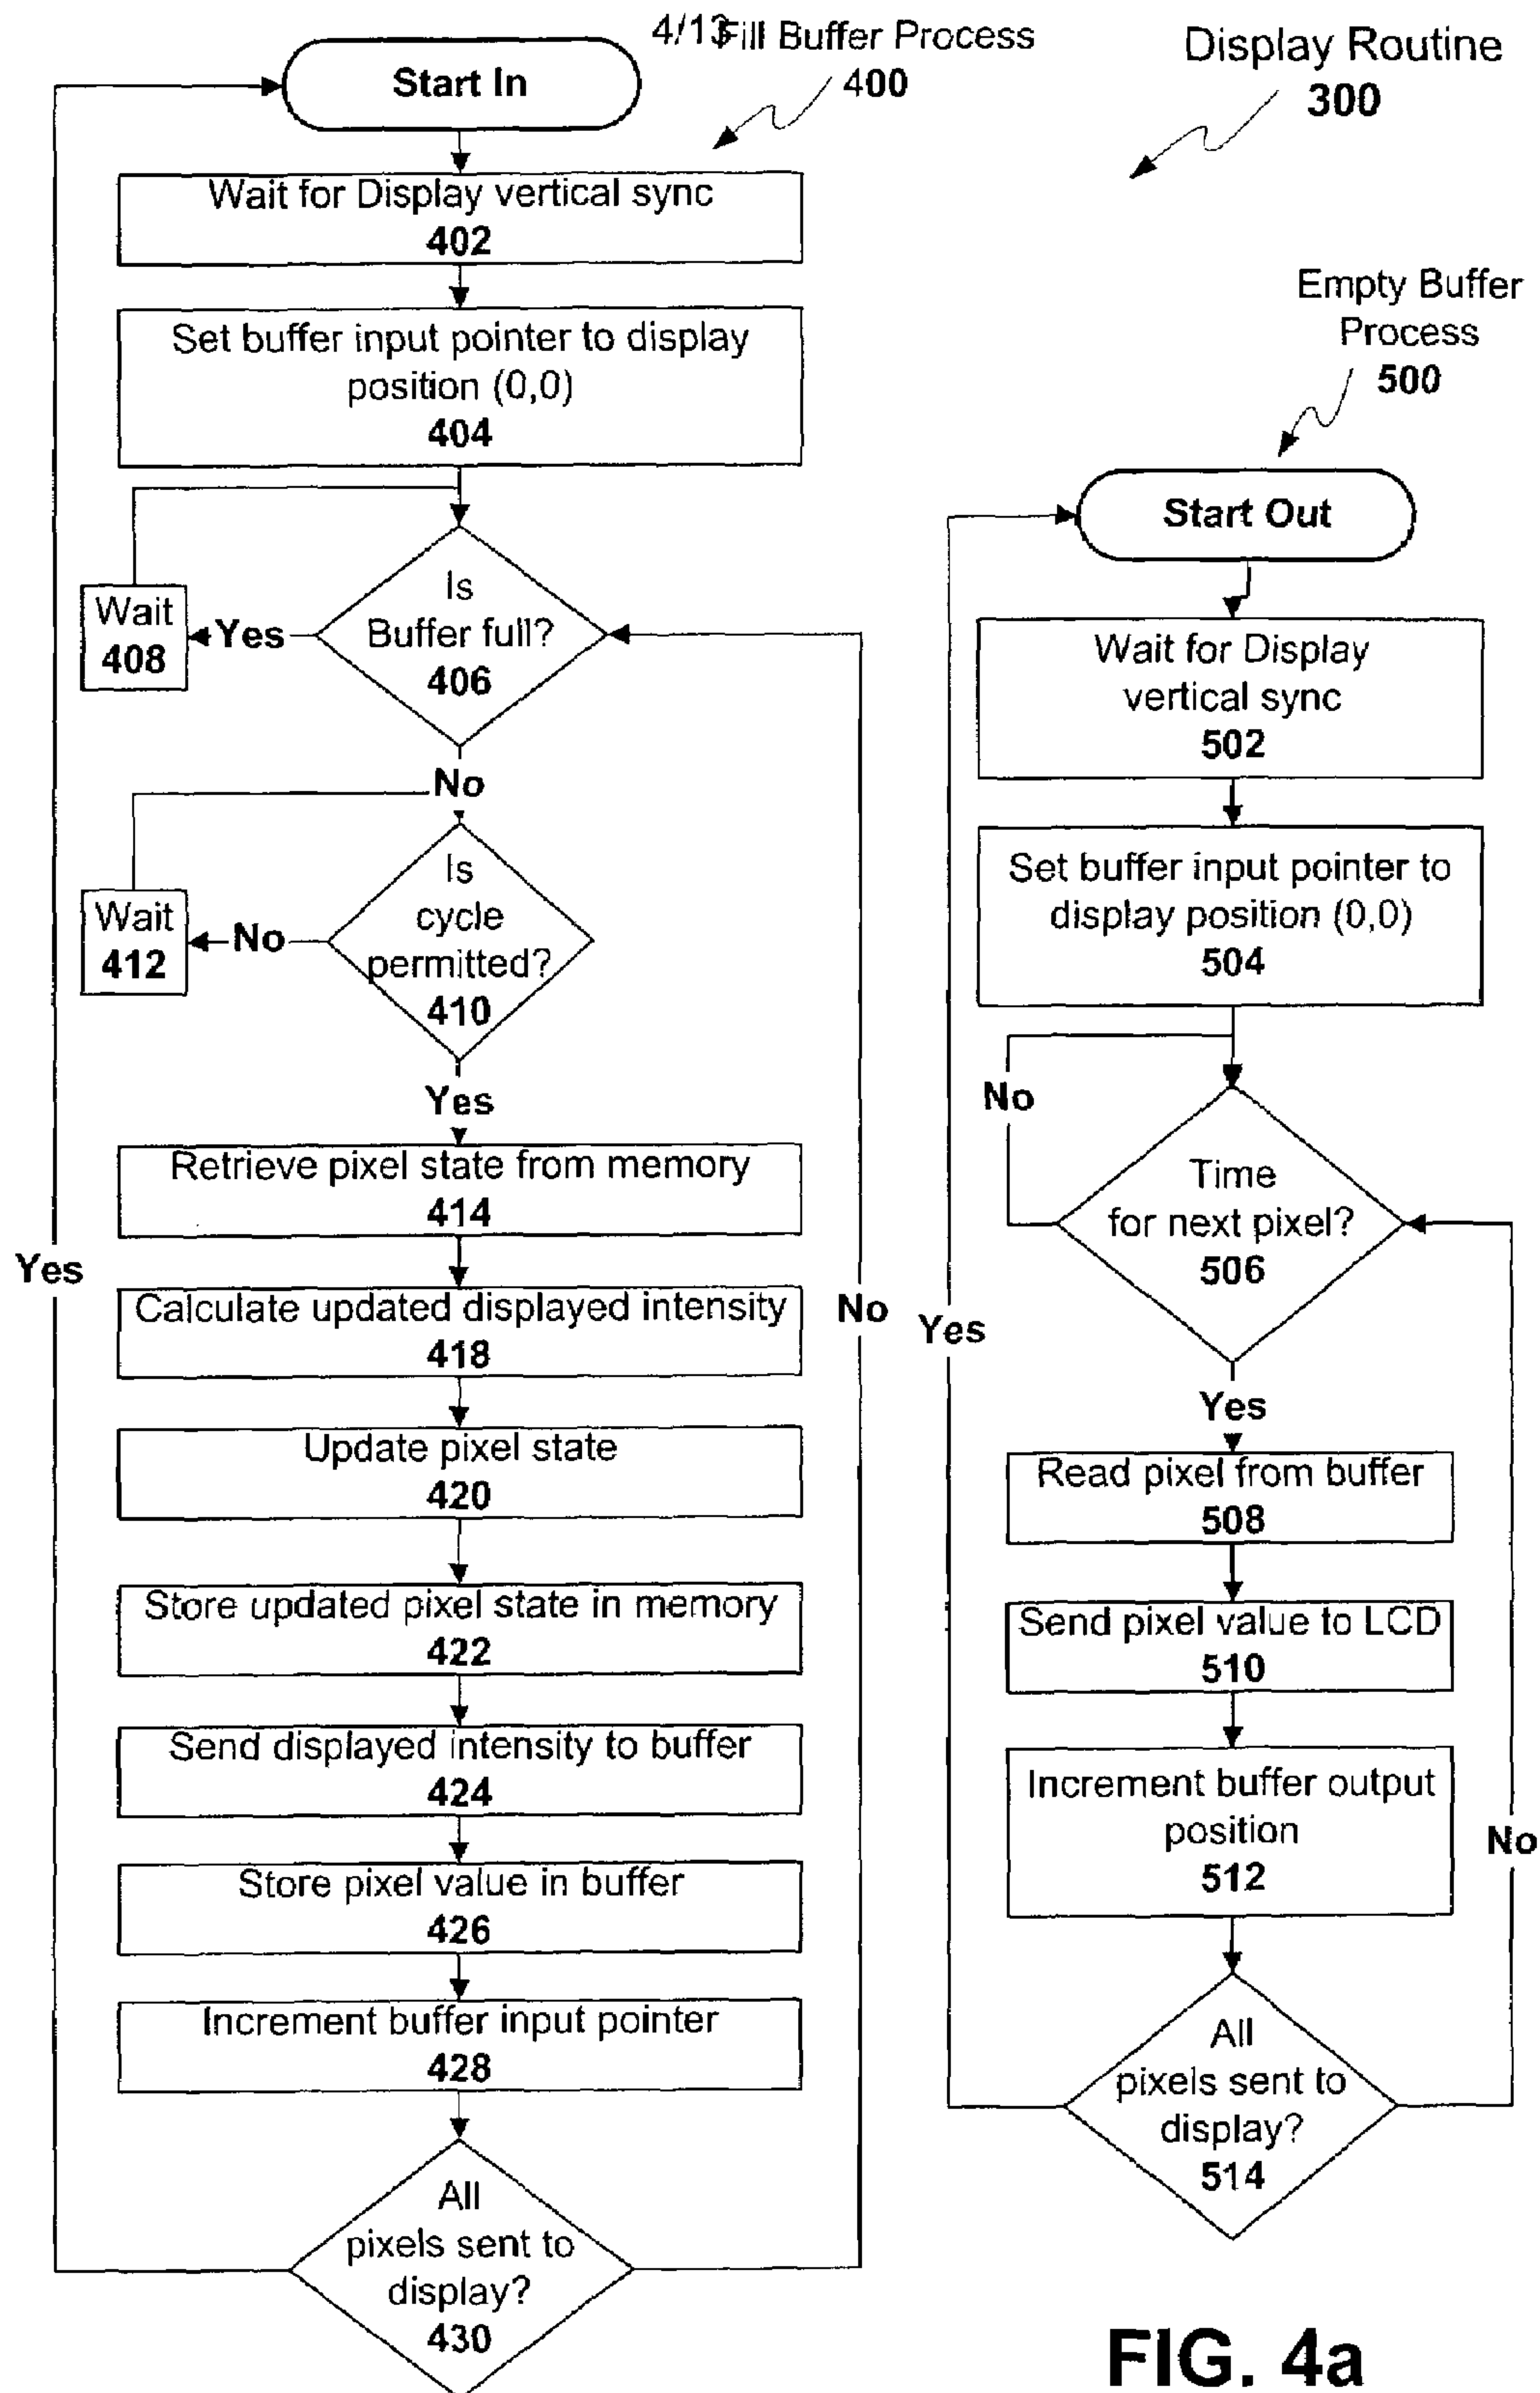 4/13
Fill Buffer Process
400
Display Routine
300
Start In
Wait for Display vertical sync
402
Set buffer input pointer to display
position (0,0)
404
Is
Buffer full?
406
Yes
Wait
408
No
Is
cycle
permitted?
410
No
Wait
412
Yes
Retrieve pixel state from memory
414
Calculate updated displayed intensity
418
Update pixel state
420
Store updated pixel state in memory
422
Send displayed intensity to buffer
424
Store pixel value in buffer
426
Increment buffer input pointer
428
All
pixels sent to
display?
430
Yes
No
Empty Buffer
Process
500
Start Out
Wait for Display
vertical sync
502
Set buffer input pointer to
display position (0,0)
504
No
Time
for next pixel?
506
Yes
Read pixel from buffer
508
Send pixel value to LCD
510
Increment buffer output
position
512
All
pixels sent to
display?
514
Yes
No
FIG. 4a